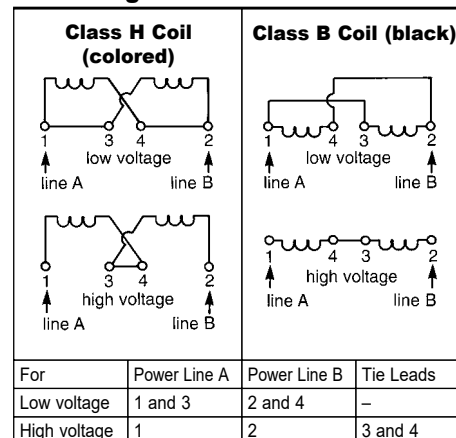 Class H Coil
(colored)
1 3 4 2
low voltage
line A line B
1 3 4 2
high voltage
line A line B
Class B Coil (black)
1 4 3 2
low voltage
line A line B
1 4 3 2
high voltage
line A line B
For Power Line A Power Line B Tie Leads
Low voltage 1 and 3 2 and 4 –
High voltage 1 2 3 and 4